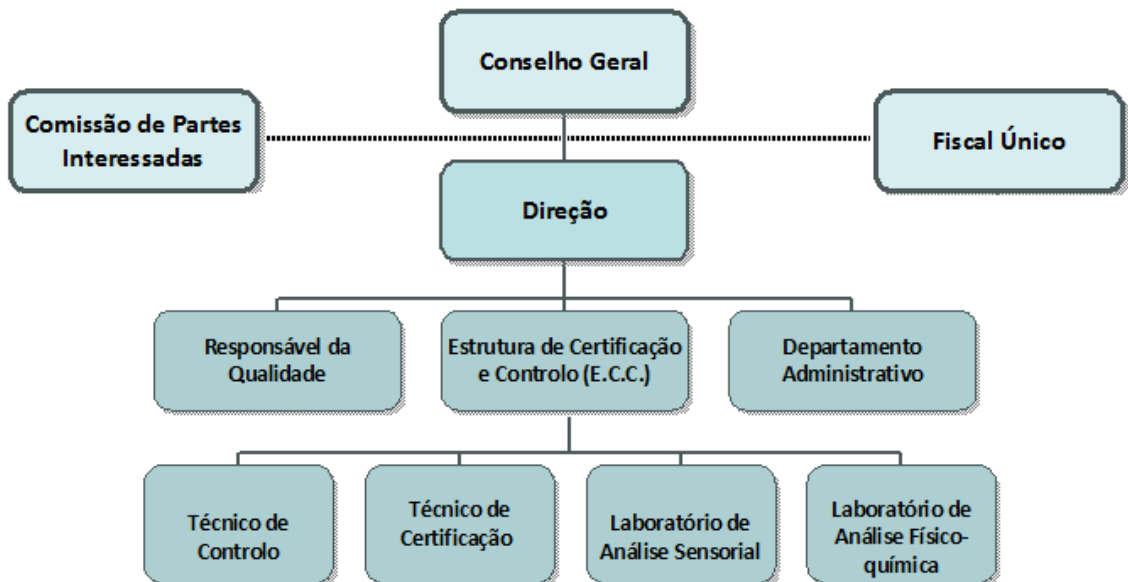 Conselho Geral
Comissão de Partes
Interessadas
Fiscal Único
Direção
Responsável da
Qualidade
Estrutura de Certificação
e Controlo (E.C.C.)
Departamento
Administrativo
Técnico de
Controlo
Técnico de
Certificação
Laboratório de
Análise Sensorial
Laboratório de
Análise Físico-
química